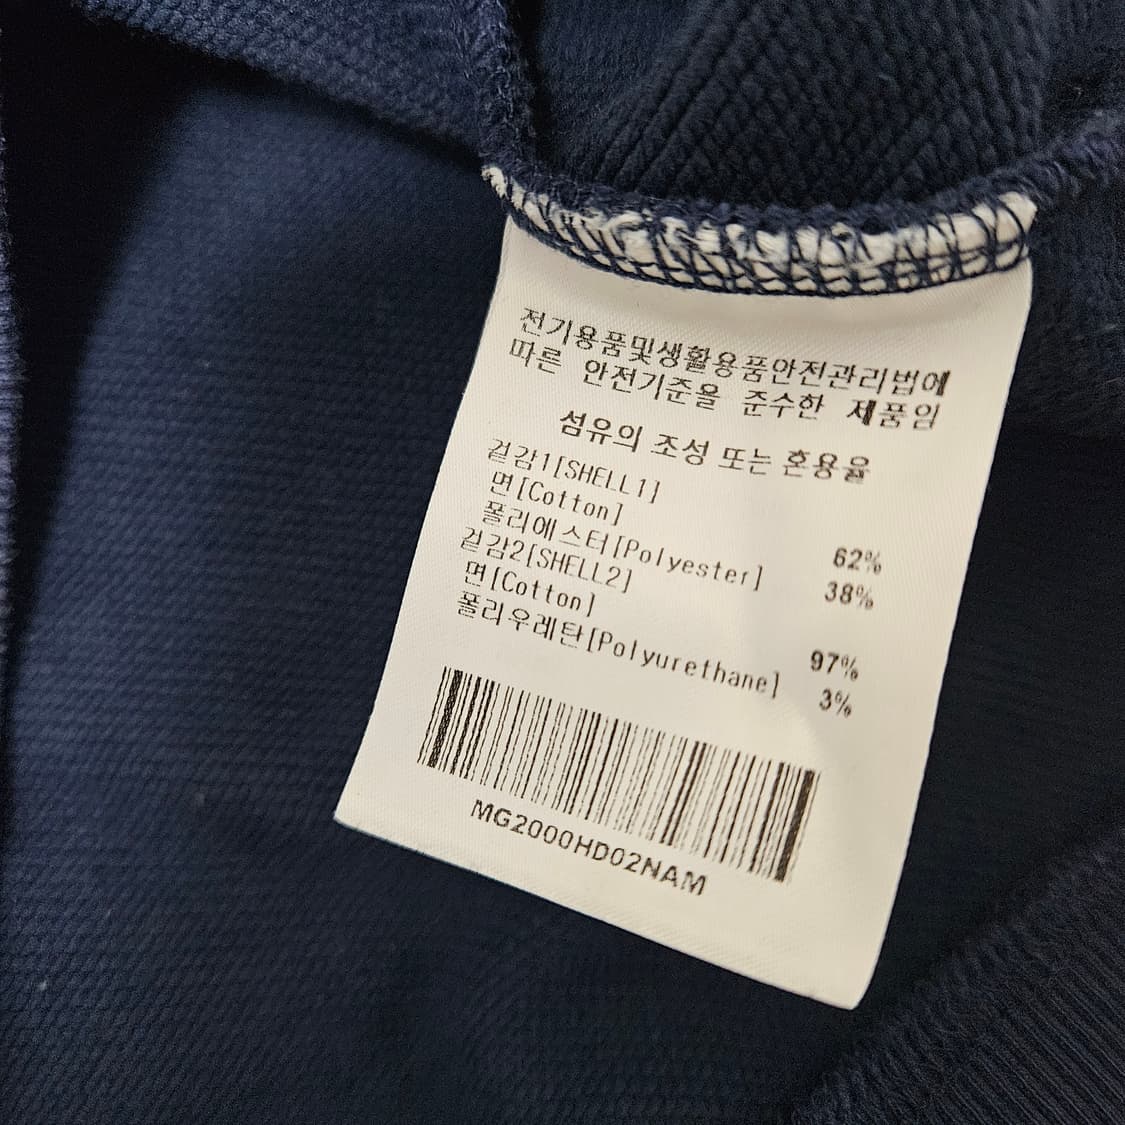 전기용품및생활용품안전관리법에
따른 안전기준을 준수한 제품임
섬유의 조성 또는 혼용율
겉감1[SHELL1]
면[Cotton] 62%
폴리에스터[Polyester] 38%
겉감2[SHELL2]
면[Cotton] 97%
폴리우레탄[Polyurethane] 3%
MG2000HD02NAM